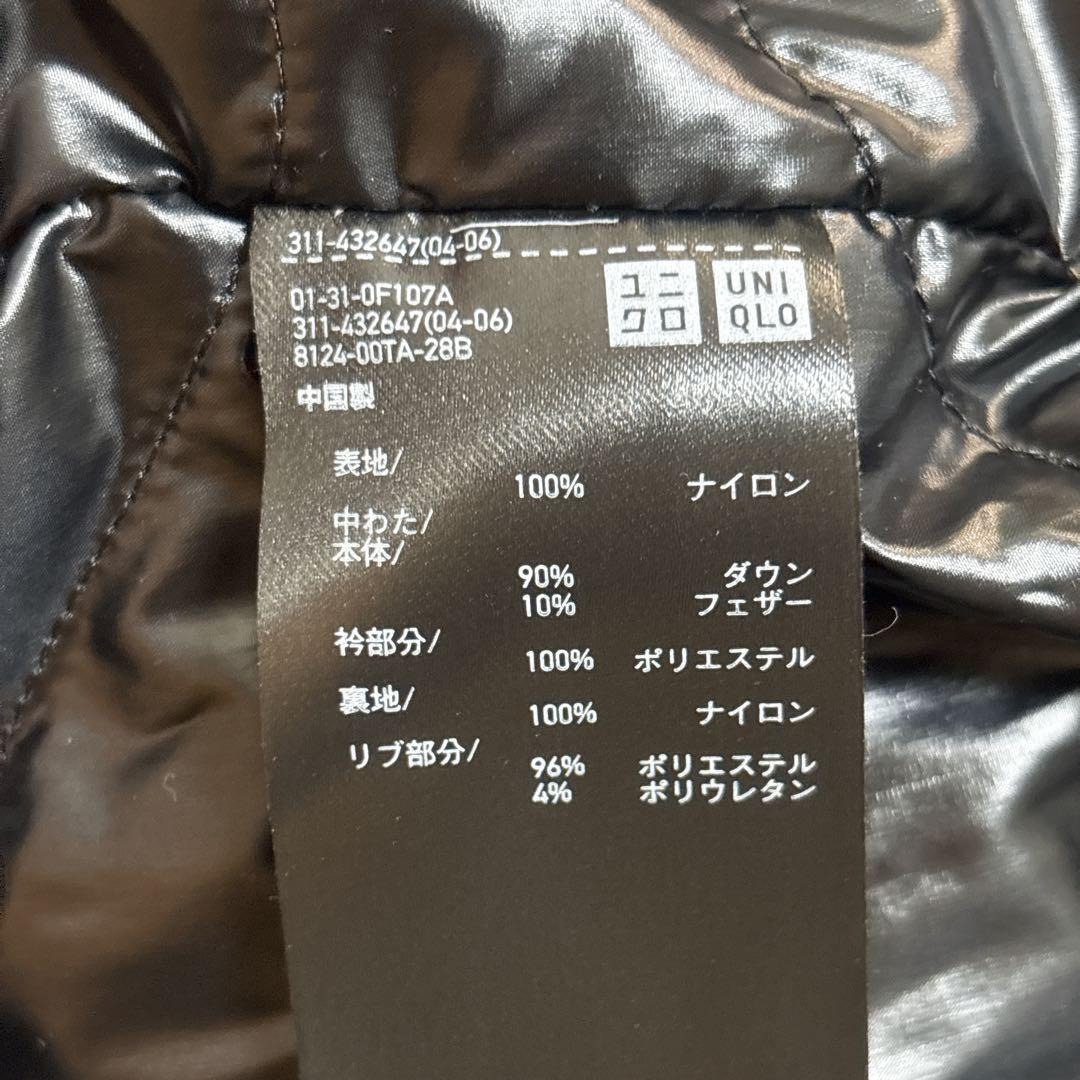 311-432647(04-06)
01-31-0F107A
311-432647(04-06)
8124-00TA-28B
中国製
ユニ
クロ
UNI
QLO
表地/
100% ナイロン
中わた/
本体/
90% ダウン
10% フェザー
衿部分/
100% ポリエステル
裏地/
100% ナイロン
リブ部分/
96% ポリエステル
4% ポリウレタン